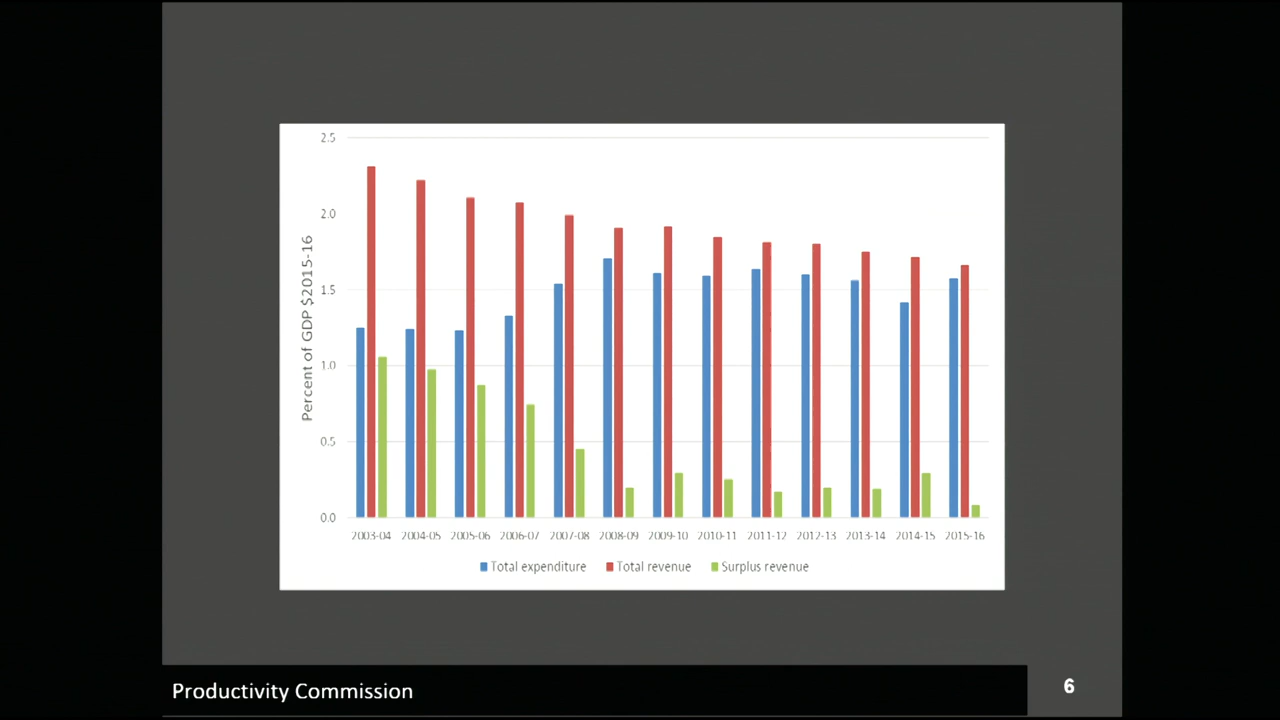 2.5
2.0
1.5
1.0
0.5
0.0
Percent of GDP $2015-16
2003-04 2004-05 2005-06 2006-07 2007-08 2008-09 2009-10 2010-11 2011-12 2012-13 2013-14 2014-15 2015-16
Total expenditure Total revenue Surplus revenue
Productivity Commission
6